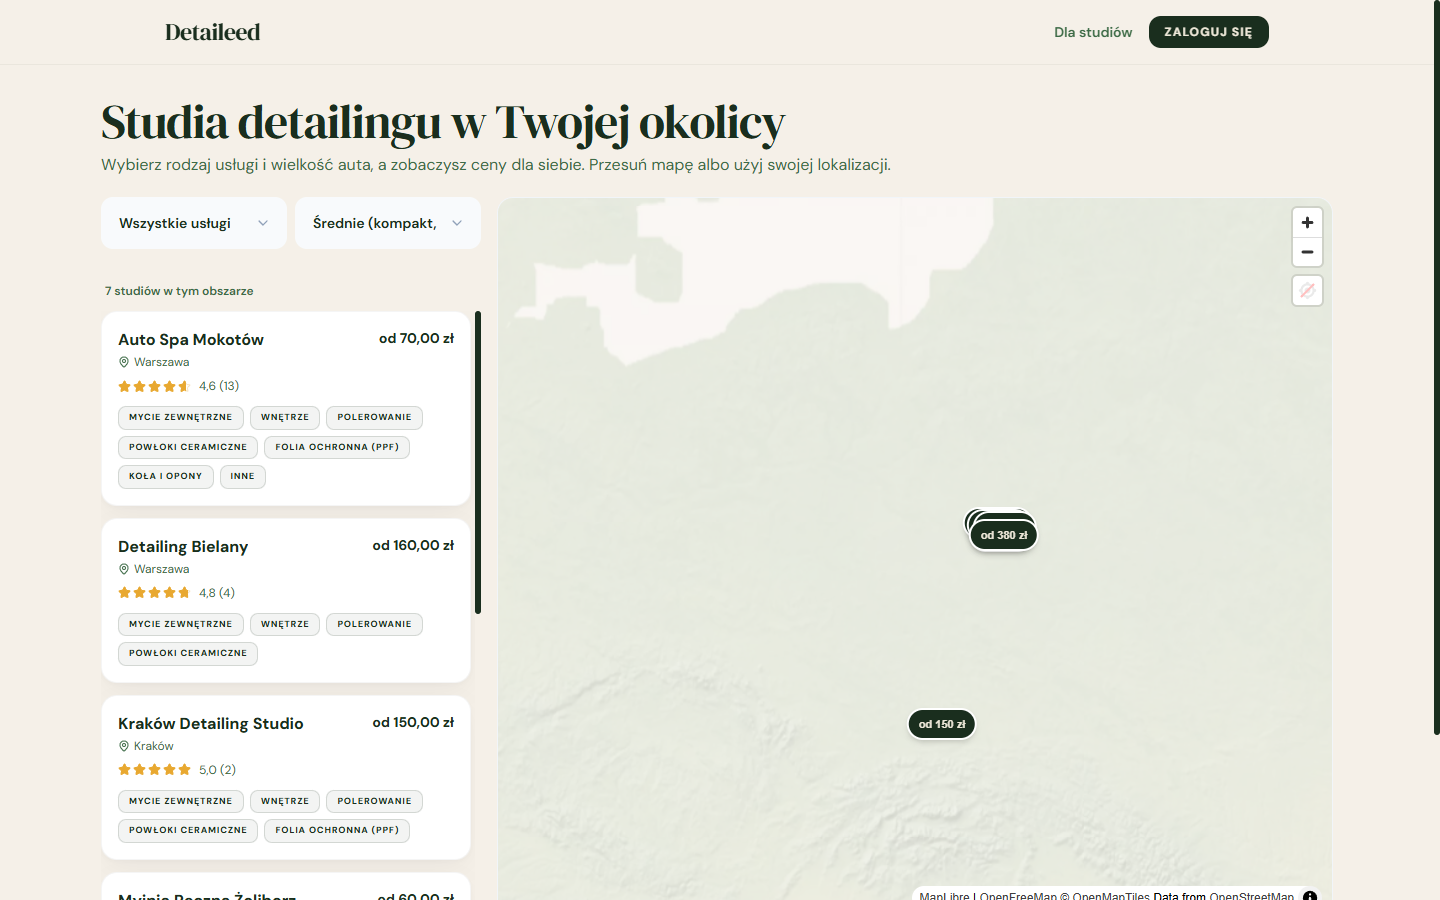 Detaileed
Dla studiów
ZALOGUJ SIĘ
Studia detailingu w Twojej okolicy
Wybierz rodzaj usługi i wielkość auta, a zobaczysz ceny dla siebie. Przesuń mapę albo użyj swojej lokalizacji.
Wszystkie usługi
Średnie (kompakt,
7 studiów w tym obszarze
Auto Spa Mokotów
od 70,00 zł
Warszawa
4,6 (13)
MYCIE ZEWNĘTRZNE
WNĘTRZE
POLEROWANIE
POWŁOKI CERAMICZNE
FOLIA OCHRONNA (PPF)
KOŁA I OPONY
INNE
Detailing Bielany
od 160,00 zł
Warszawa
4,8 (4)
MYCIE ZEWNĘTRZNE
WNĘTRZE
POLEROWANIE
POWŁOKI CERAMICZNE
Kraków Detailing Studio
od 150,00 zł
Kraków
5,0 (2)
MYCIE ZEWNĘTRZNE
WNĘTRZE
POLEROWANIE
POWŁOKI CERAMICZNE
FOLIA OCHRONNA (PPF)
Myjnia Ręczna Żoliborz
od 60,00 zł
od 380 zł
od 150 zł
MapLibre | OpenFreeMap © OpenMapTiles Data from OpenStreetMap